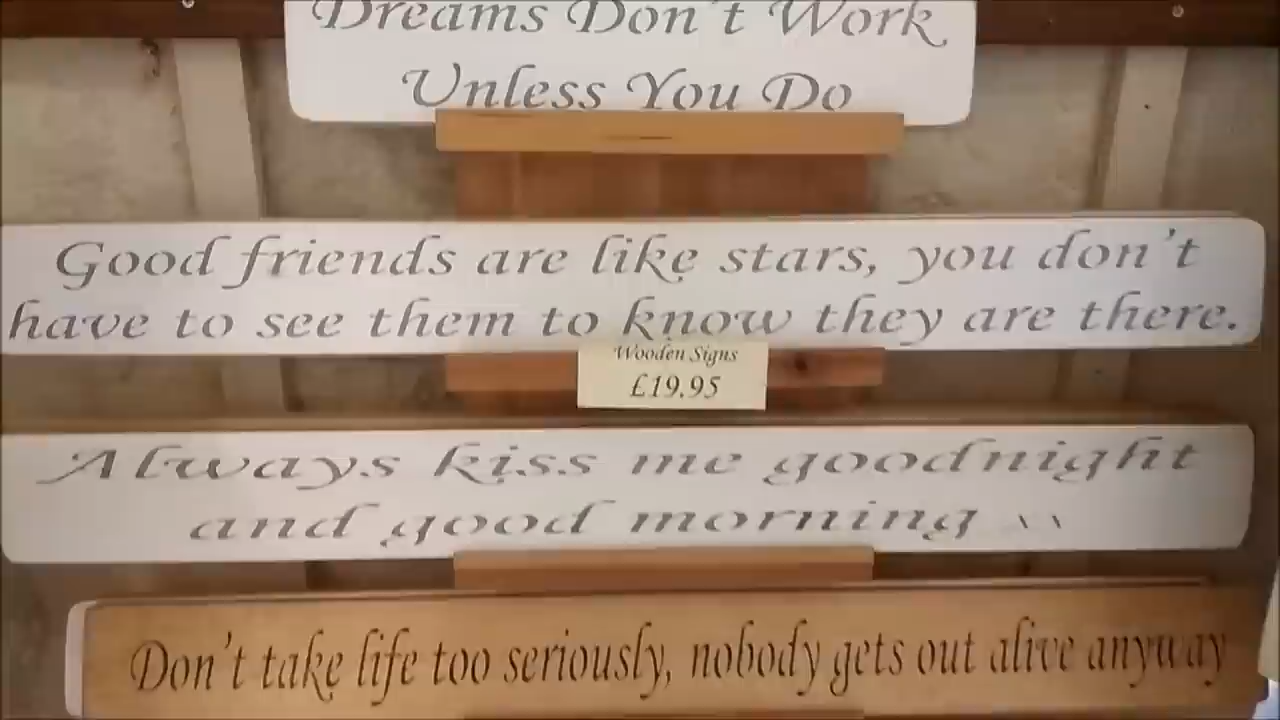 Dreams Don't Work
Unless You Do
Good friends are like stars, you don't
have to see them to know they are there.
Wooden Signs
£19.95
Always kiss me goodnight
and good morning \ \
Don't take life too seriously, nobody gets out alive anyway